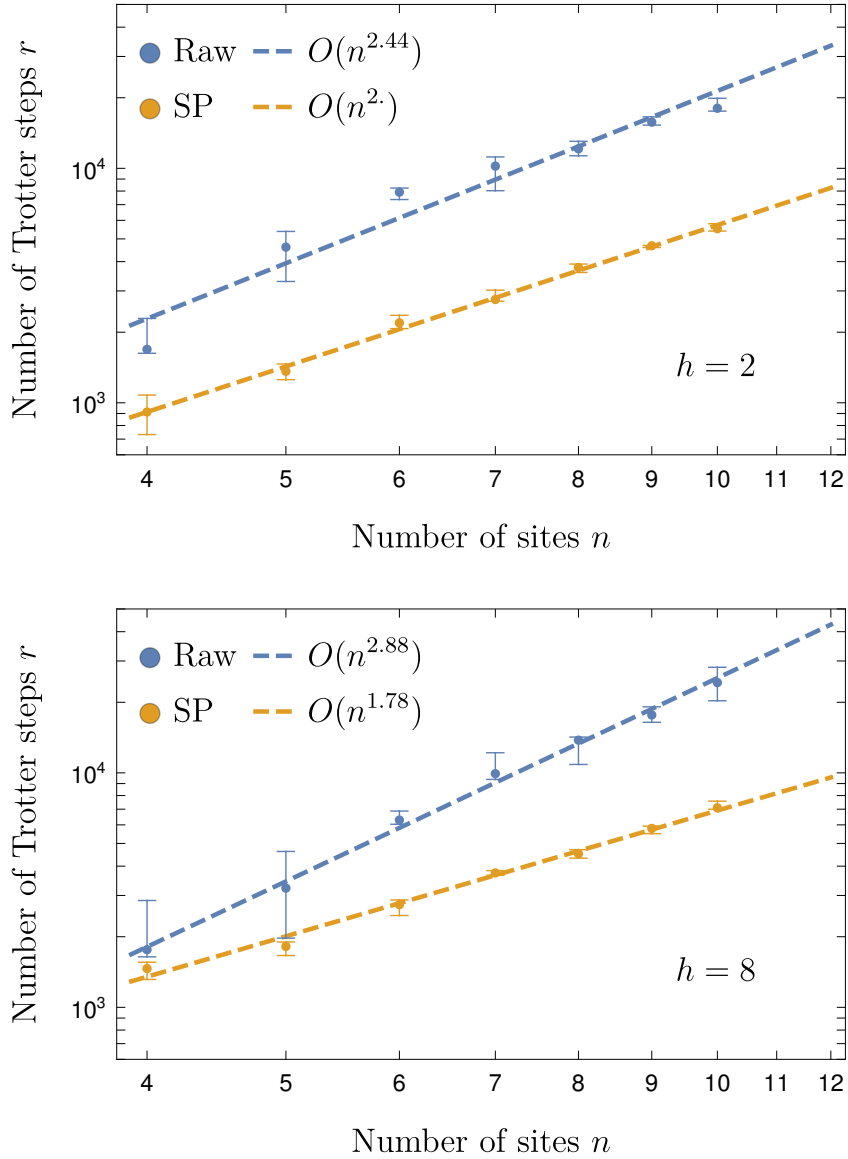 Number of Trotter steps r
Raw O(n^2.44)
SP O(n^2.)
10^4
10^3
h = 2
4 5 6 7 8 9 10 11 12
Number of sites n
Number of Trotter steps r
Raw O(n^2.88)
SP O(n^1.78)
10^4
10^3
h = 8
4 5 6 7 8 9 10 11 12
Number of sites n